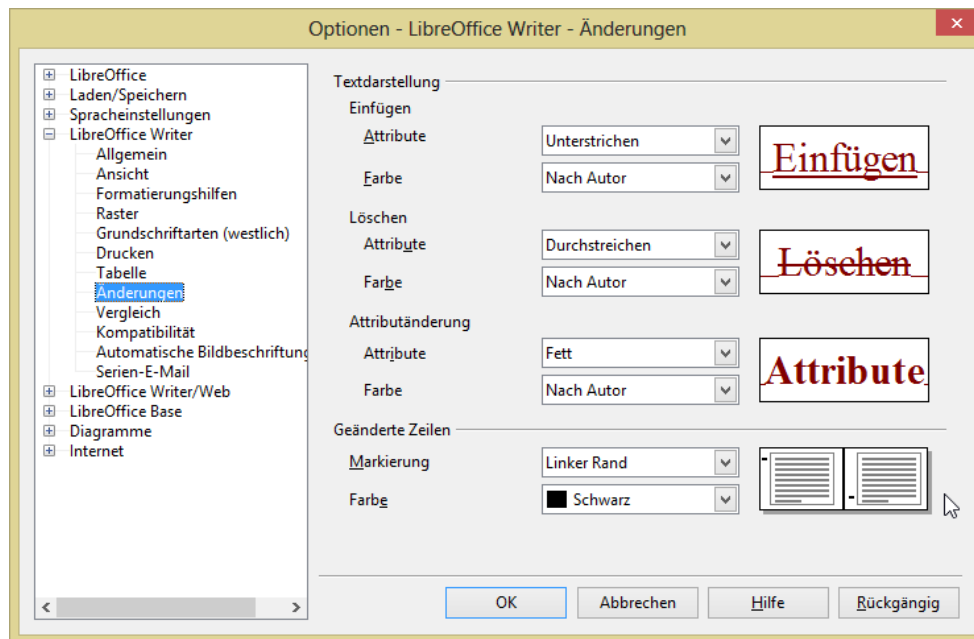 Optionen - LibreOffice Writer - Änderungen
LibreOffice
Laden/Speichern
Spracheinstellungen
LibreOffice Writer
Allgemein
Ansicht
Formatierungshilfen
Raster
Grundschriftarten (westlich)
Drucken
Tabelle
Änderungen
Vergleich
Kompatibilität
Automatische Bildbeschriftung
Serien-E-Mail
LibreOffice Writer/Web
LibreOffice Base
Diagramme
Internet
Textdarstellung
Einfügen
Attribute Unterstrichen
Farbe Nach Autor
Einfügen
Löschen
Attribute Durchstreichen
Farbe Nach Autor
Löschen
Attributänderung
Attribute Fett
Farbe Nach Autor
Attribute
Geänderte Zeilen
Markierung Linker Rand
Farbe Schwarz
OK Abbrechen Hilfe Rückgängig